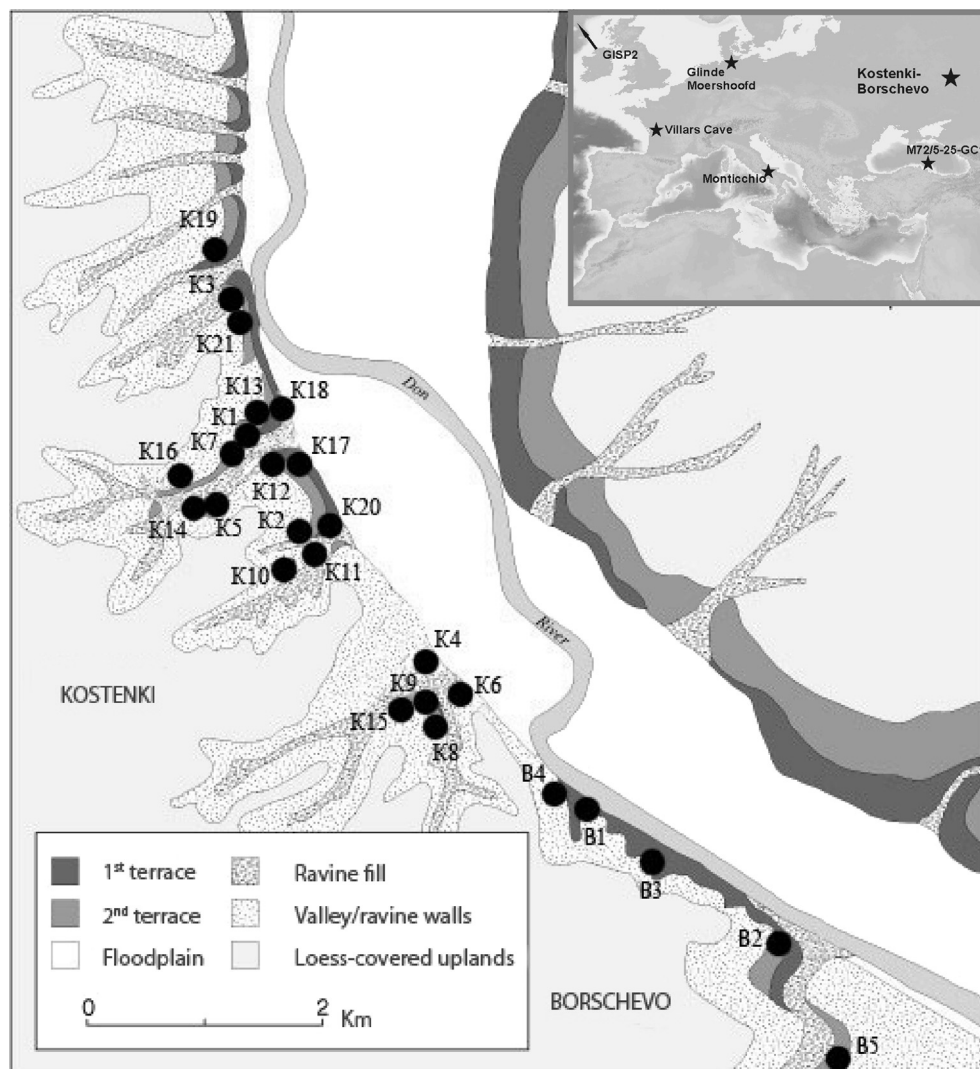 GISP2
Glinde
Moershoofd
Kostenki-
Borschevo
Villars Cave
M72/5-25-GC1
Monticchio
K19
K3
K21
K13
K18
K1
K7
K17
K16
K12
K14
K5
K2
K20
K10
K11
Don
River
K4
K9
K6
K15
K8
KOSTENKI
B4
B1
B3
B2
B5
BORSCHEVO
1st terrace
Ravine fill
2nd terrace
Valley/ravine walls
Floodplain
Loess-covered uplands
0 2
Km